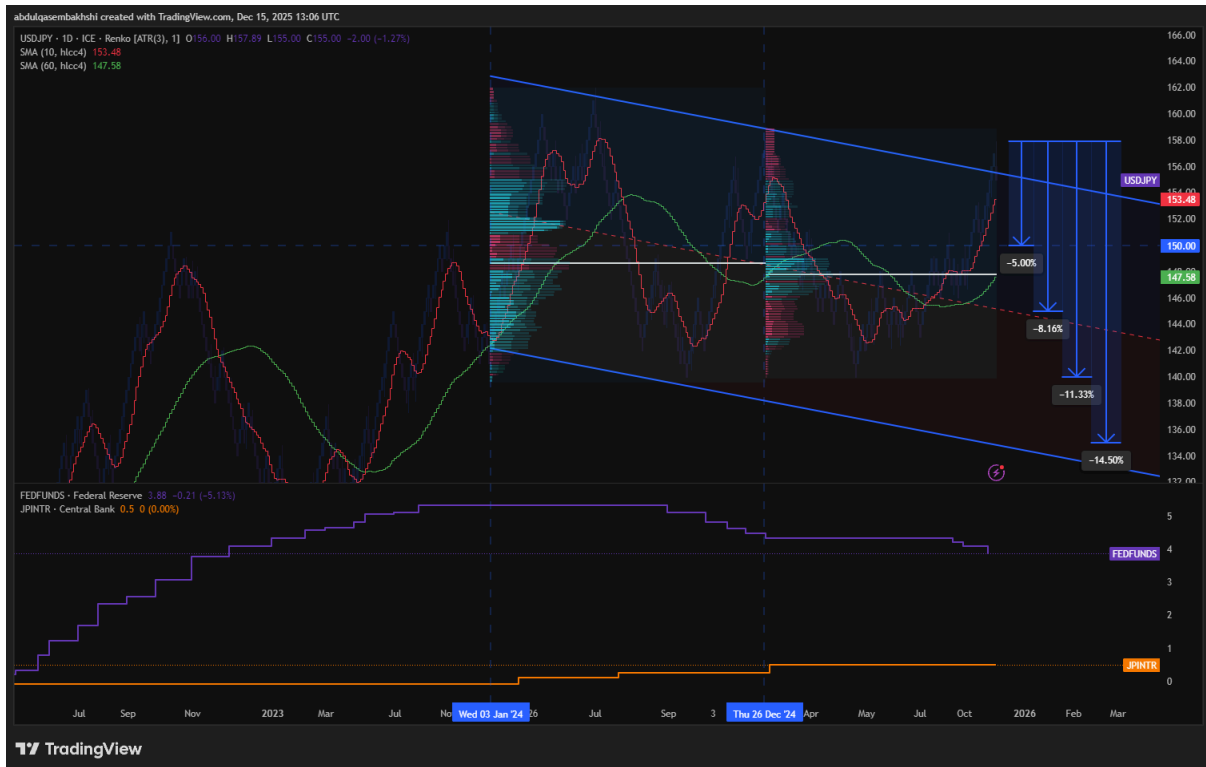 abdulqasembakhshi created with TradingView.com, Dec 15, 2025 13:06 UTC
USDJPY · 1D · ICE · Renko [ATR(3), 1] O156.00 H157.89 L155.00 C155.00 −2.00 (−1.27%)
SMA (10, hlcc4) 153.48
SMA (60, hlcc4) 147.58
166.00
164.00
162.00
160.00
158.00
156.00
USDJPY
154.00
153.48
152.00
150.00
−5.00%
147.58
146.00
−8.16%
144.00
142.00
140.00
−11.33%
138.00
136.00
134.00
−14.50%
132.00
FEDFUNDS · Federal Reserve 3.88 −0.21 (−5.13%)
JPINTR · Central Bank 0.5 0 (0.00%)
5
4
FEDFUNDS
3
2
1
JPINTR
0
Jul Sep Nov 2023 Mar Jul Wed 03 Jan '24 Jul Sep 3 Thu 26 Dec '24 Apr May Jul Oct 2026 Feb Mar
TradingView